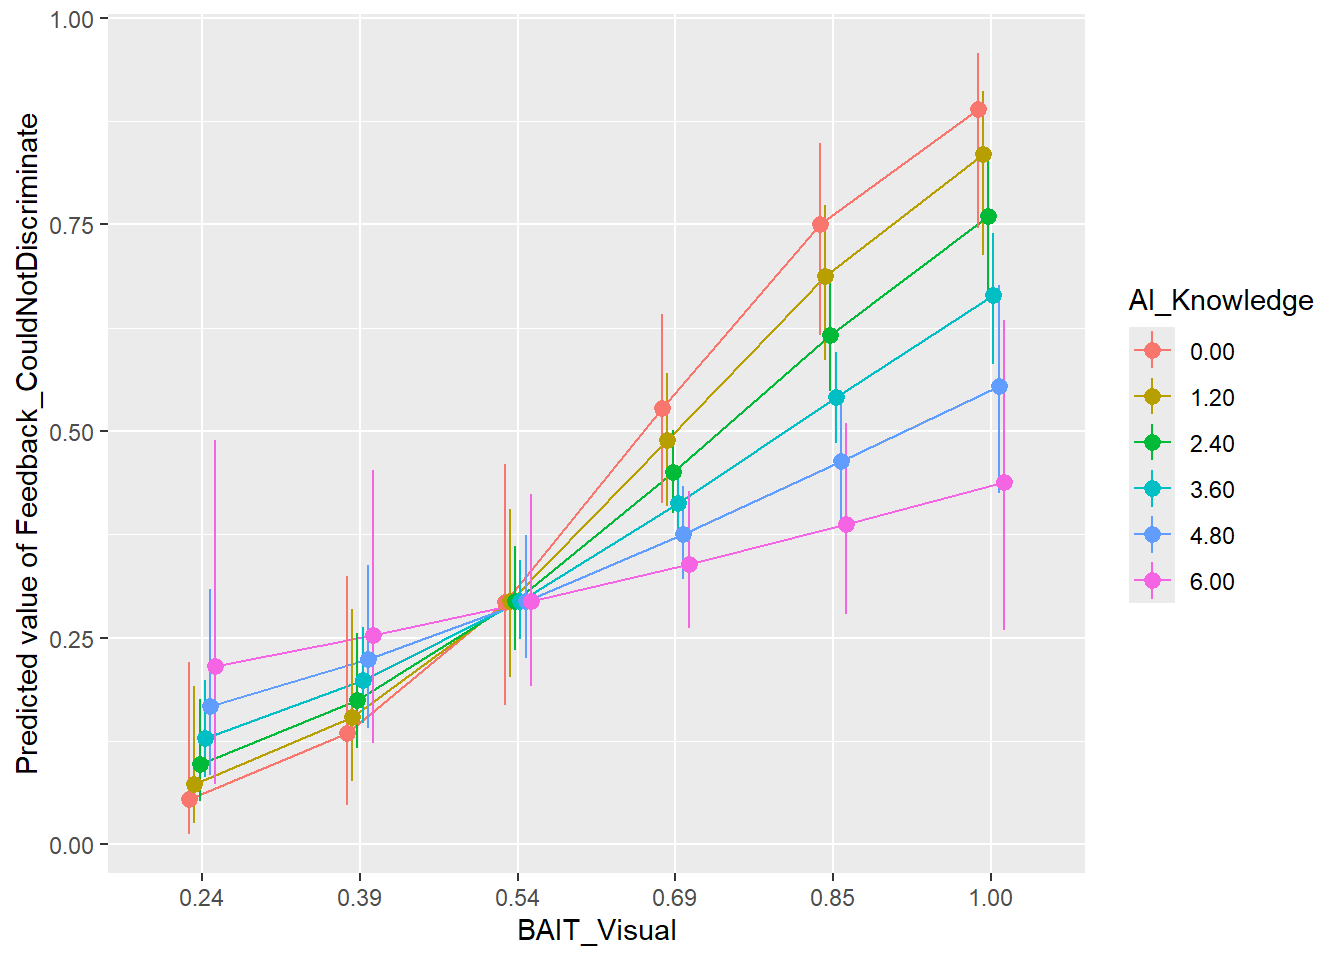 1.00
0.75
0.50
0.25
0.00
Predicted value of Feedback_CouldNotDiscriminate
0.24 0.39 0.54 0.69 0.85 1.00
BAIT_Visual
AI_Knowledge
0.00
1.20
2.40
3.60
4.80
6.00